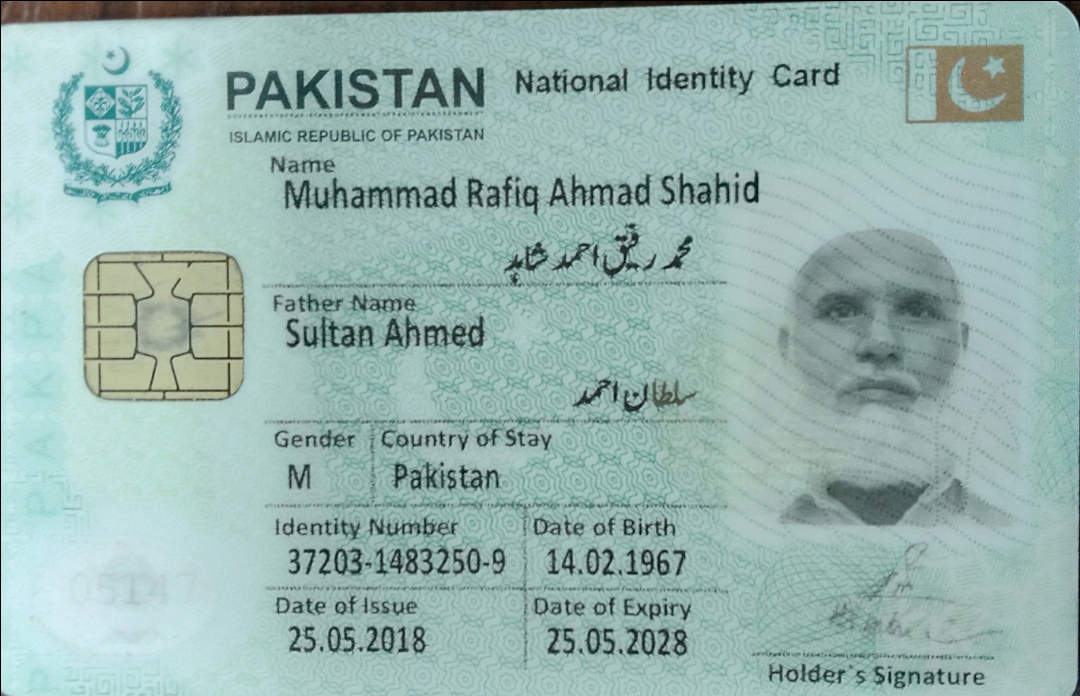 PAKISTAN National Identity Card
ISLAMIC REPUBLIC OF PAKISTAN
Name
Muhammad Rafiq Ahmad Shahid
محمد رفیق احمد شاہد
Father Name
Sultan Ahmed
سلطان احمد
Gender Country of Stay
M Pakistan
Identity Number Date of Birth
37203-1483250-9 14.02.1967
Date of Issue Date of Expiry
25.05.2018 25.05.2028
05147
Holder's Signature